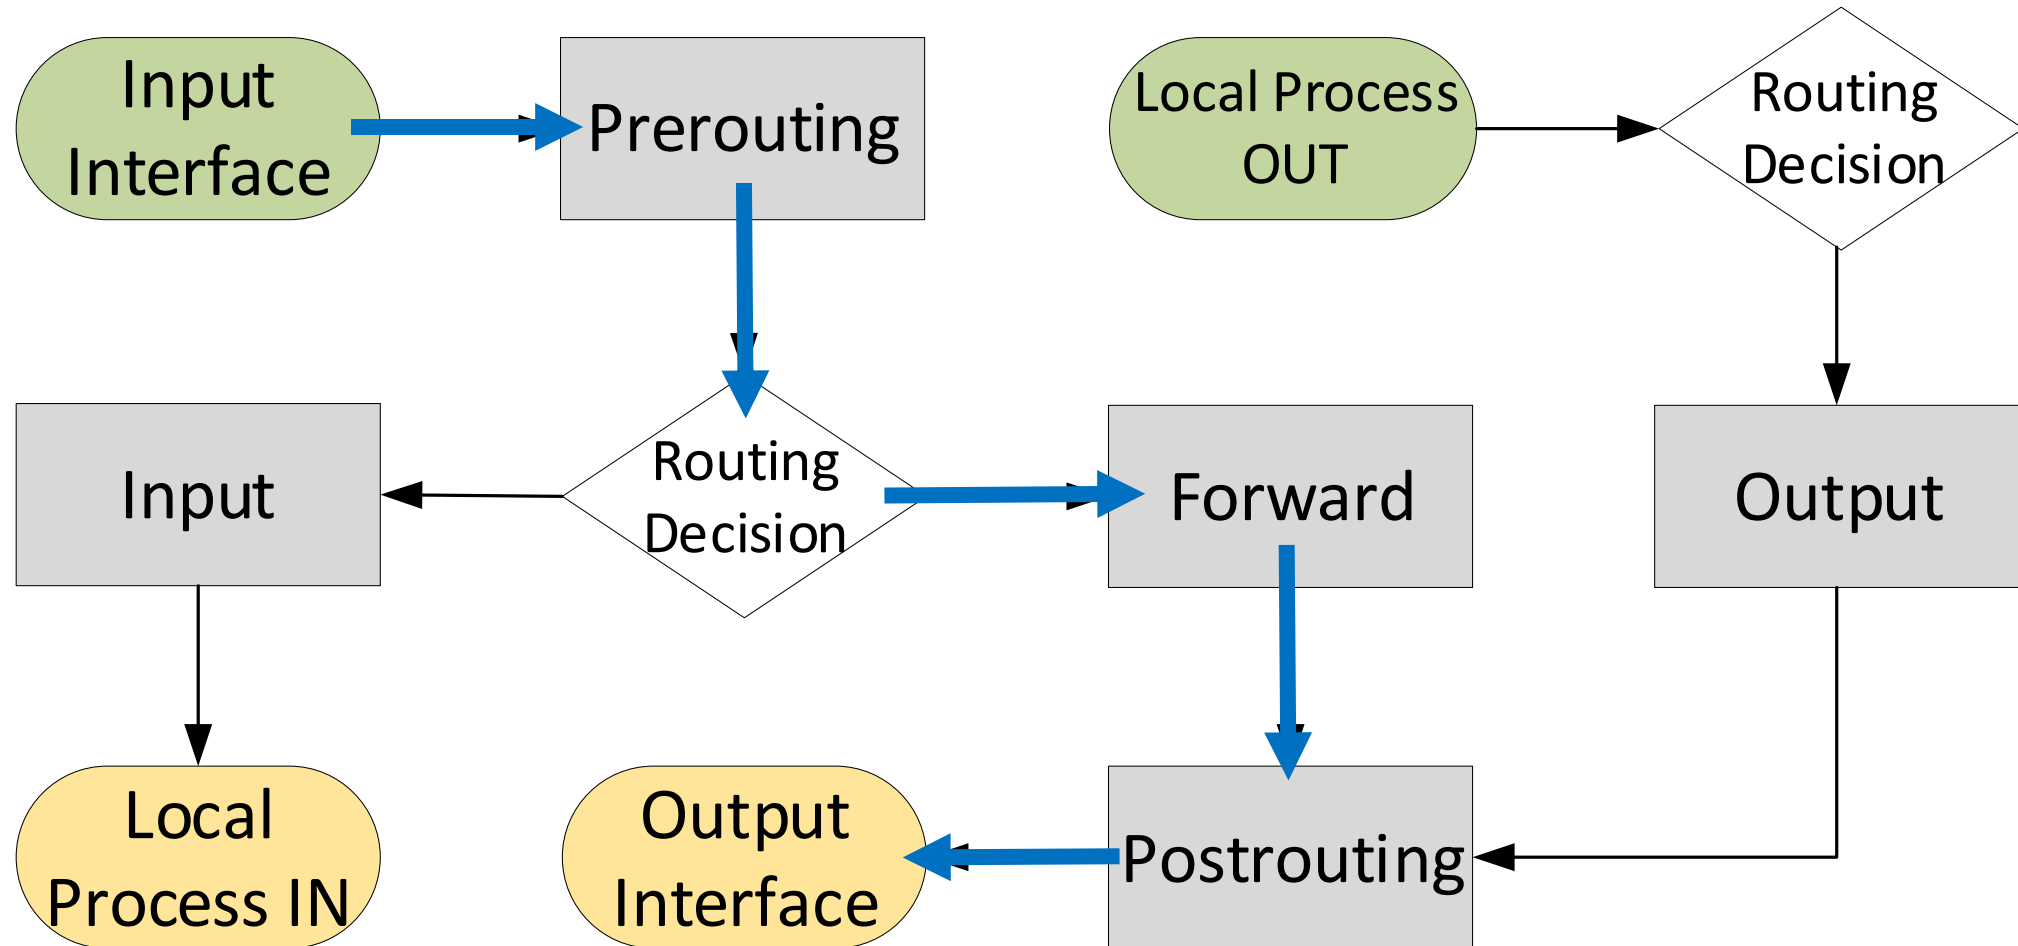 Input
Interface
Prerouting
Local Process
OUT
Routing
Decision
Input
Routing
Decision
Forward
Output
Local
Process IN
Output
Interface
Postrouting